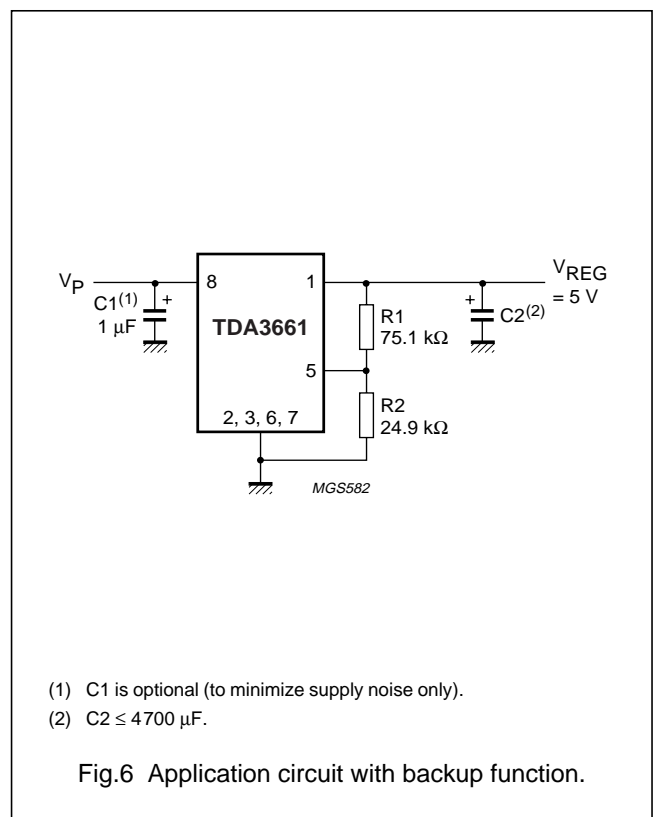 V_P
C1(1)
+
1 μF
8
1
TDA3661
5
2, 3, 6, 7
R1
75.1 kΩ
R2
24.9 kΩ
+
C2(2)
V_REG
= 5 V
MGS582
(1) C1 is optional (to minimize supply noise only).
(2) C2 ≤ 4700 μF.
Fig.6 Application circuit with backup function.